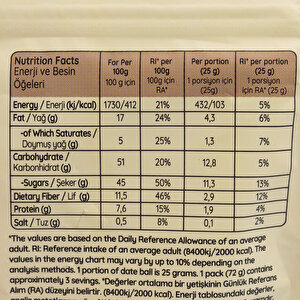 Nutrition Facts
Enerji ve Besin
Öğeleri
For Per
100g
100 g için
RI* per
100g
100g için
RA*
Per portion
(25 g)
1 porsiyon için
(25g)
RI* per portion
(25 g)
1 porsiyon
için RA* (25 g)
Energy / Enerji (kj/kcal) 1730/412 21% 432/103 5%
Fat / Yağ (g) 17 24% 4,3 6%
-of Which Saturates /
Doymuş yağ (g) 5 25% 1,3 7%
Carbohydrate /
Karbonhidrat (g) 51 20% 12,8 5%
-Sugars / Şeker (g) 45 50% 11,3 13%
Dietary Fiber / Lif (g) 11,5 46% 2,9 12%
Protein (g) 7,6 15% 1,9 4%
Salt / Tuz (g) 0,5 8% 0,1 2%
*The values are based on the Daily Reference Allowance of an average
adult. RI: Reference intake of an average adult (8400kj/2000 kcal). The
values in the energy chart may vary by up to 10% depending on the
analysis methods. 1 portion of date ball is 25 grams. 1 pack (72 g) contains
approximately 3 servings. *Değerler ortalama bir yetişkinin Günlük Referans
Alım (RA) düzeyini belirtir. (8400kj/2000kcal). Enerji tablosundaki değerler,